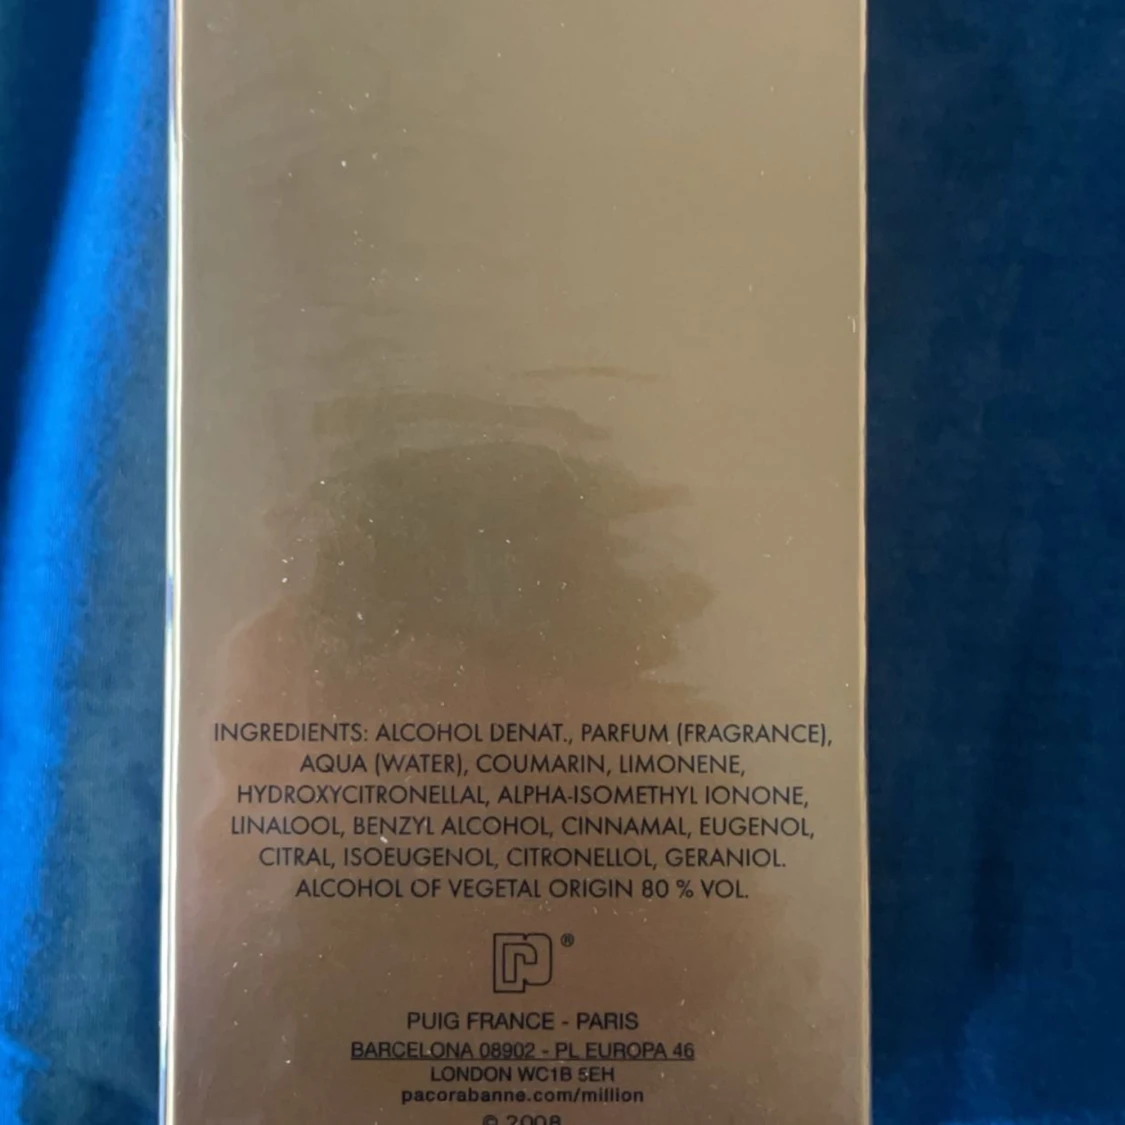 INGREDIENTS: ALCOHOL DENAT., PARFUM (FRAGRANCE),
AQUA (WATER), COUMARIN, LIMONENE,
HYDROXYCITRONELLAL, ALPHA-ISOMETHYL IONONE,
LINALOOL, BENZYL ALCOHOL, CINNAMAL, EUGENOL,
CITRAL, ISOEUGENOL, CITRONELLOL, GERANIOL.
ALCOHOL OF VEGETAL ORIGIN 80 % VOL.
®
PUIG FRANCE - PARIS
BARCELONA 08902 - PL EUROPA 46
LONDON WC1B 5EH
pacorabanne.com/million
© 2008